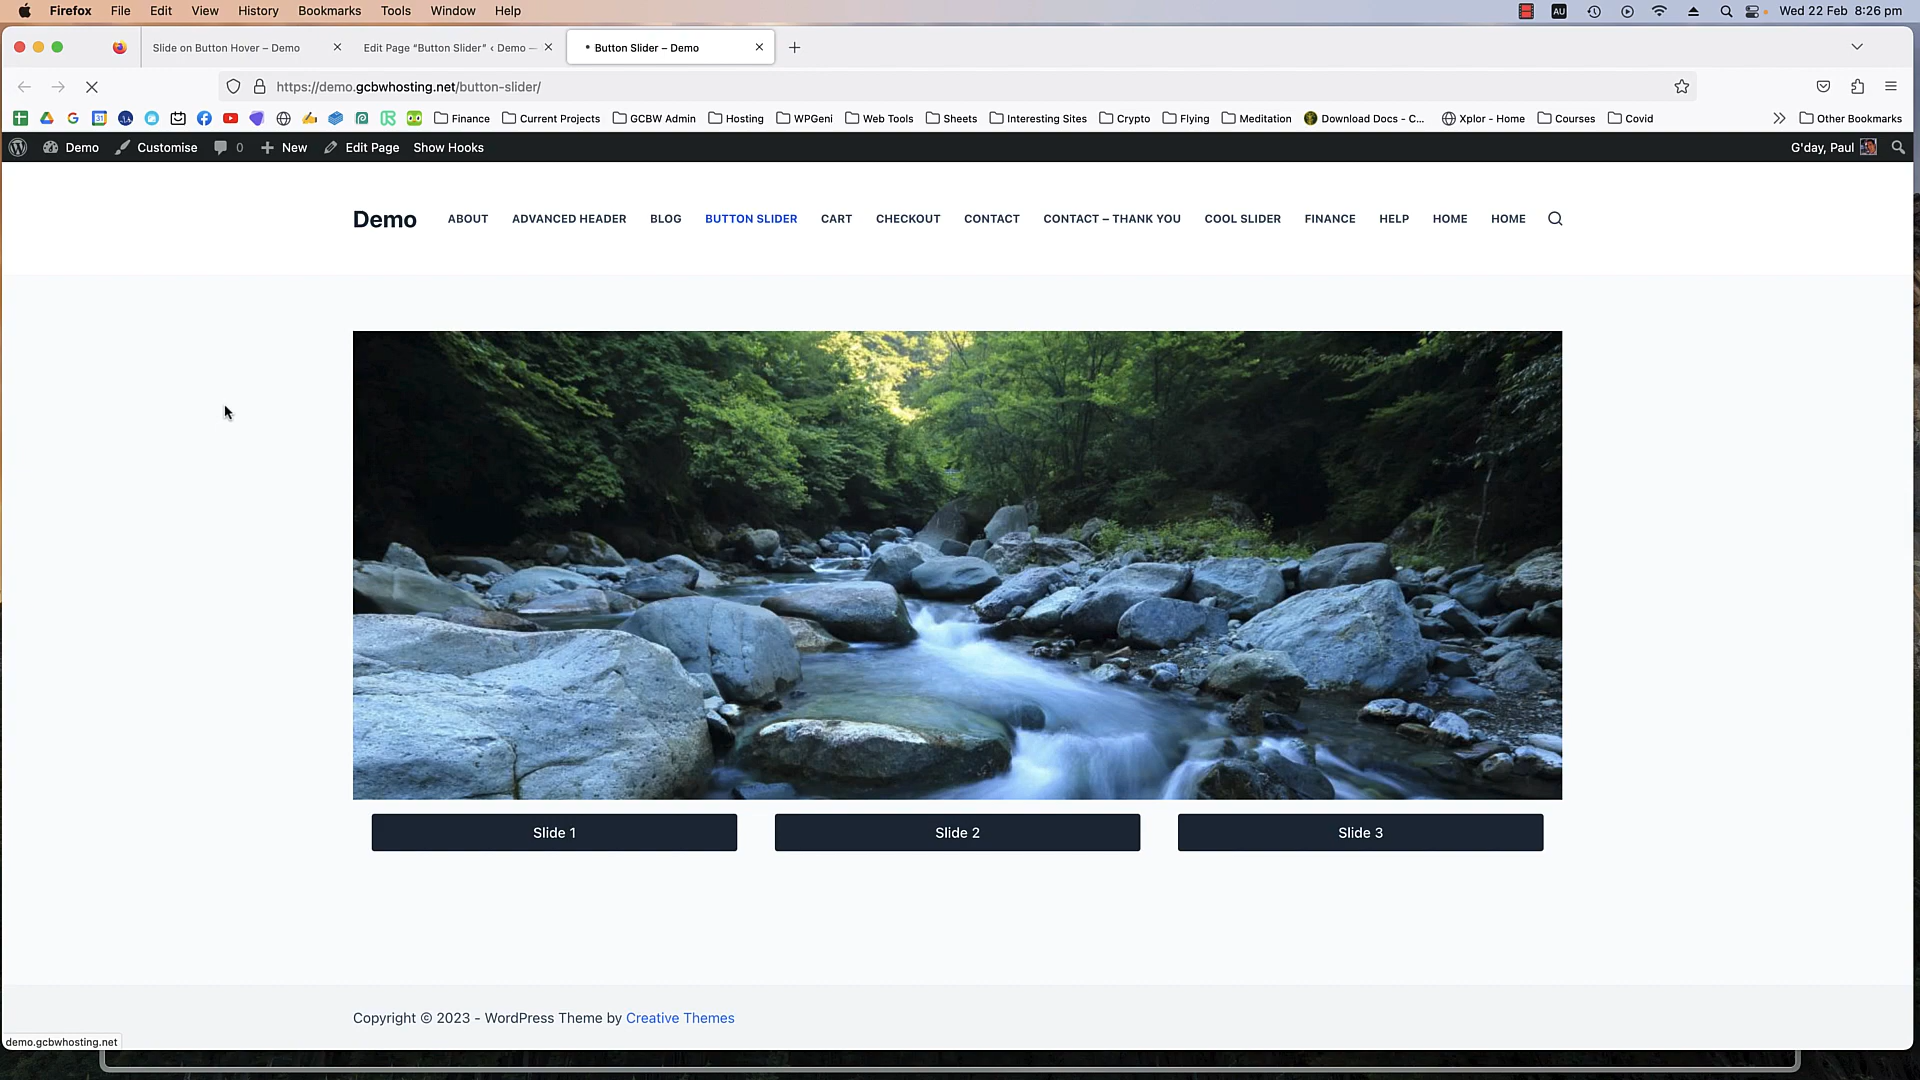 Firefox File Edit View History Bookmarks Tools Window Help
AU
Wed 22 Feb 8:26 pm
Slide on Button Hover – Demo
Edit Page “Button Slider” ‹ Demo —
Button Slider – Demo
https://demo.gcbwhosting.net/button-slider/
Finance Current Projects GCBW Admin Hosting WPGeni Web Tools Sheets Interesting Sites Crypto Flying Meditation Download Docs - C... Xplor - Home Courses Covid Other Bookmarks
Demo Customise 0 New Edit Page Show Hooks G'day, Paul
Demo ABOUT ADVANCED HEADER BLOG BUTTON SLIDER CART CHECKOUT CONTACT CONTACT – THANK YOU COOL SLIDER FINANCE HELP HOME HOME
Slide 1 Slide 2 Slide 3
Copyright © 2023 - WordPress Theme by Creative Themes
demo.gcbwhosting.net